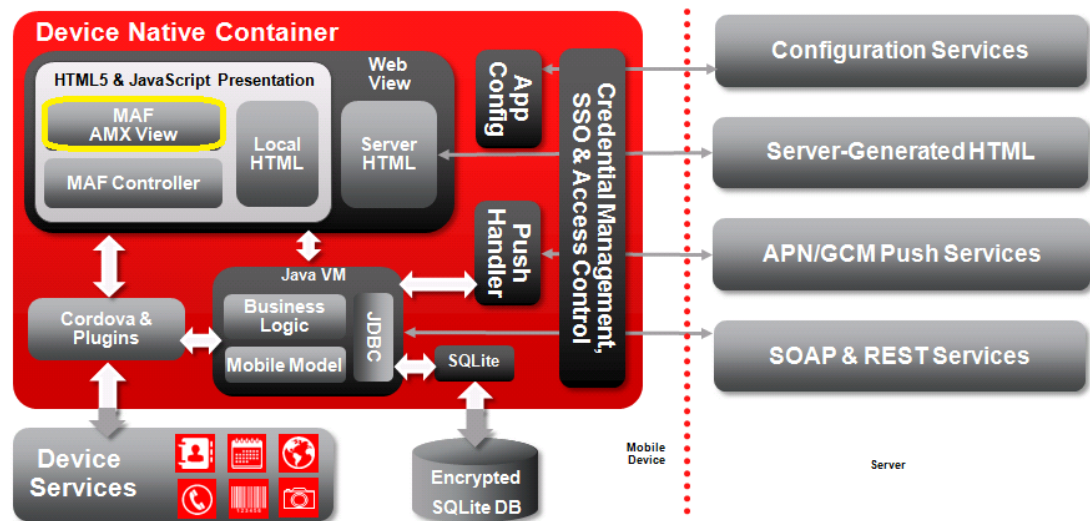 Device Native Container
HTML5 & JavaScript Presentation
MAF
AMX View
MAF Controller
Local
HTML
Web
View
Server
HTML
App
Config
Push
Handler
Credential Management,
SSO & Access Control
Java VM
Business
Logic
Mobile Model
JDBC
SQLite
Cordova &
Plugins
Device
Services
123456
Encrypted
SQLite DB
Mobile
Device
Server
Configuration Services
Server-Generated HTML
APN/GCM Push Services
SOAP & REST Services